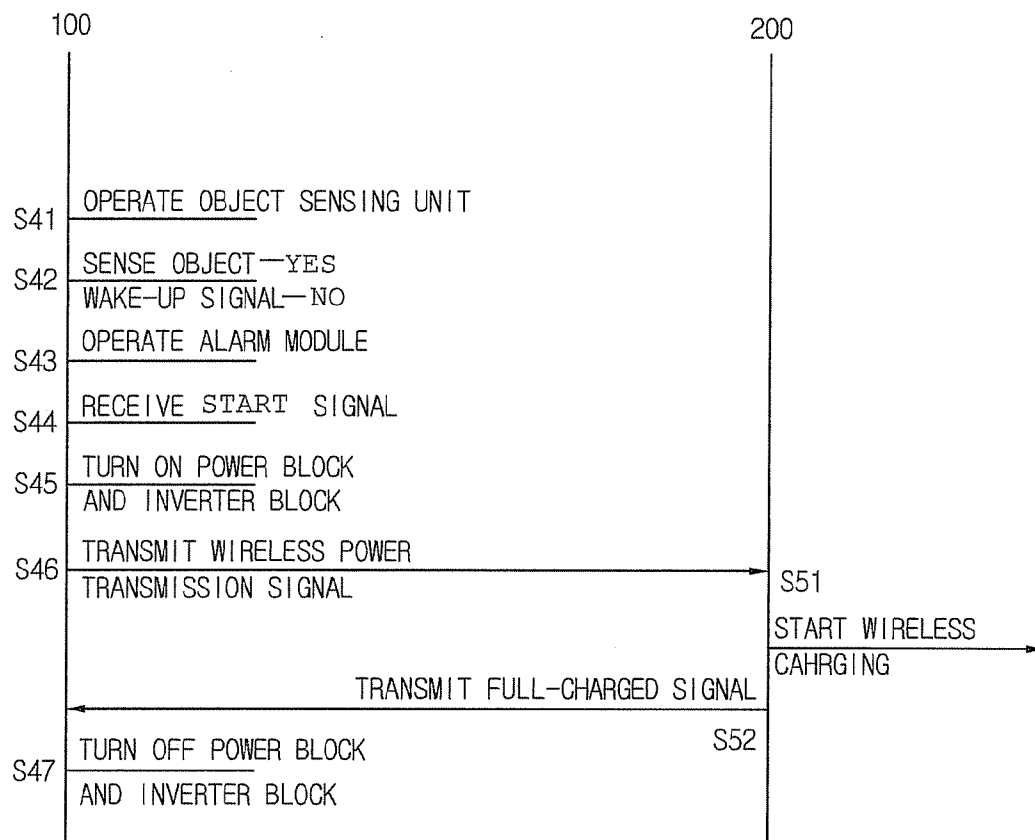 100
200
S41
OPERATE OBJECT SENSING UNIT
S42
SENSE OBJECT—YES
WAKE-UP SIGNAL—NO
S43
OPERATE ALARM MODULE
S44
RECEIVE START SIGNAL
S45
TURN ON POWER BLOCK
AND INVERTER BLOCK
S46
TRANSMIT WIRELESS POWER
TRANSMISSION SIGNAL
S51
START WIRELESS
CAHRGING
TRANSMIT FULL-CHARGED SIGNAL
S52
S47
TURN OFF POWER BLOCK
AND INVERTER BLOCK